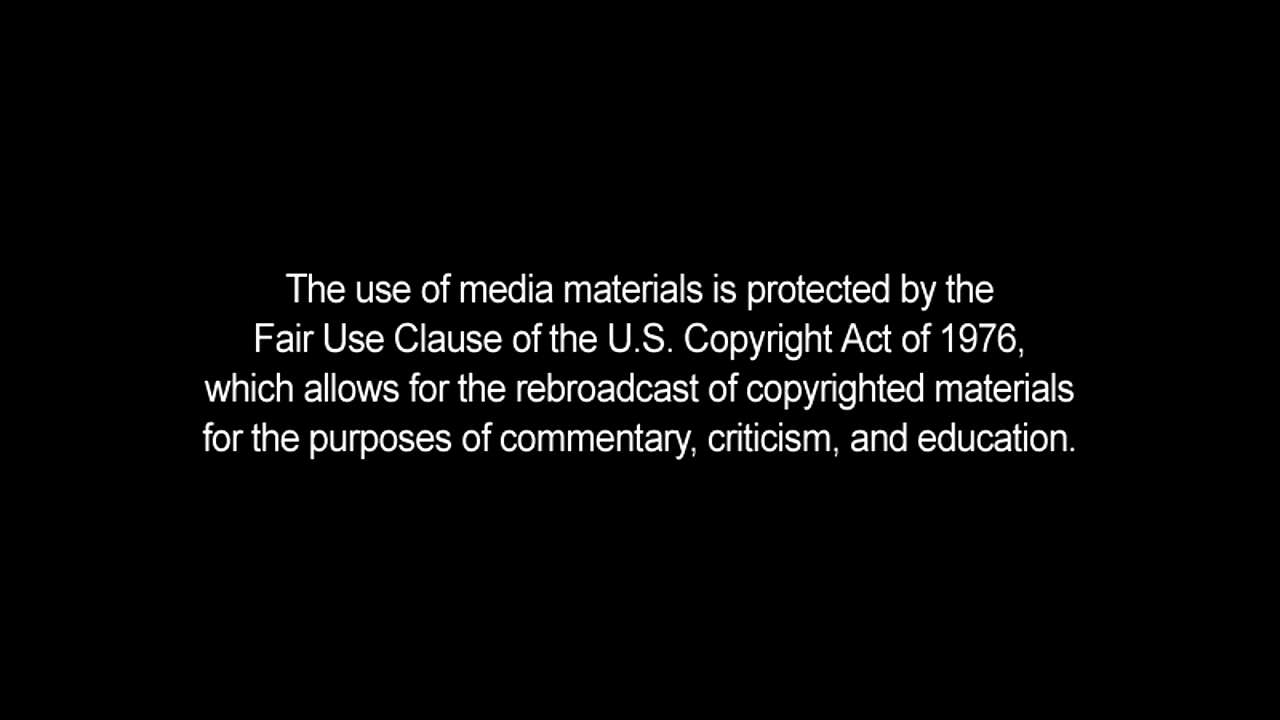 The use of media materials is protected by the
Fair Use Clause of the U.S. Copyright Act of 1976,
which allows for the rebroadcast of copyrighted materials
for the purposes of commentary, criticism, and education.